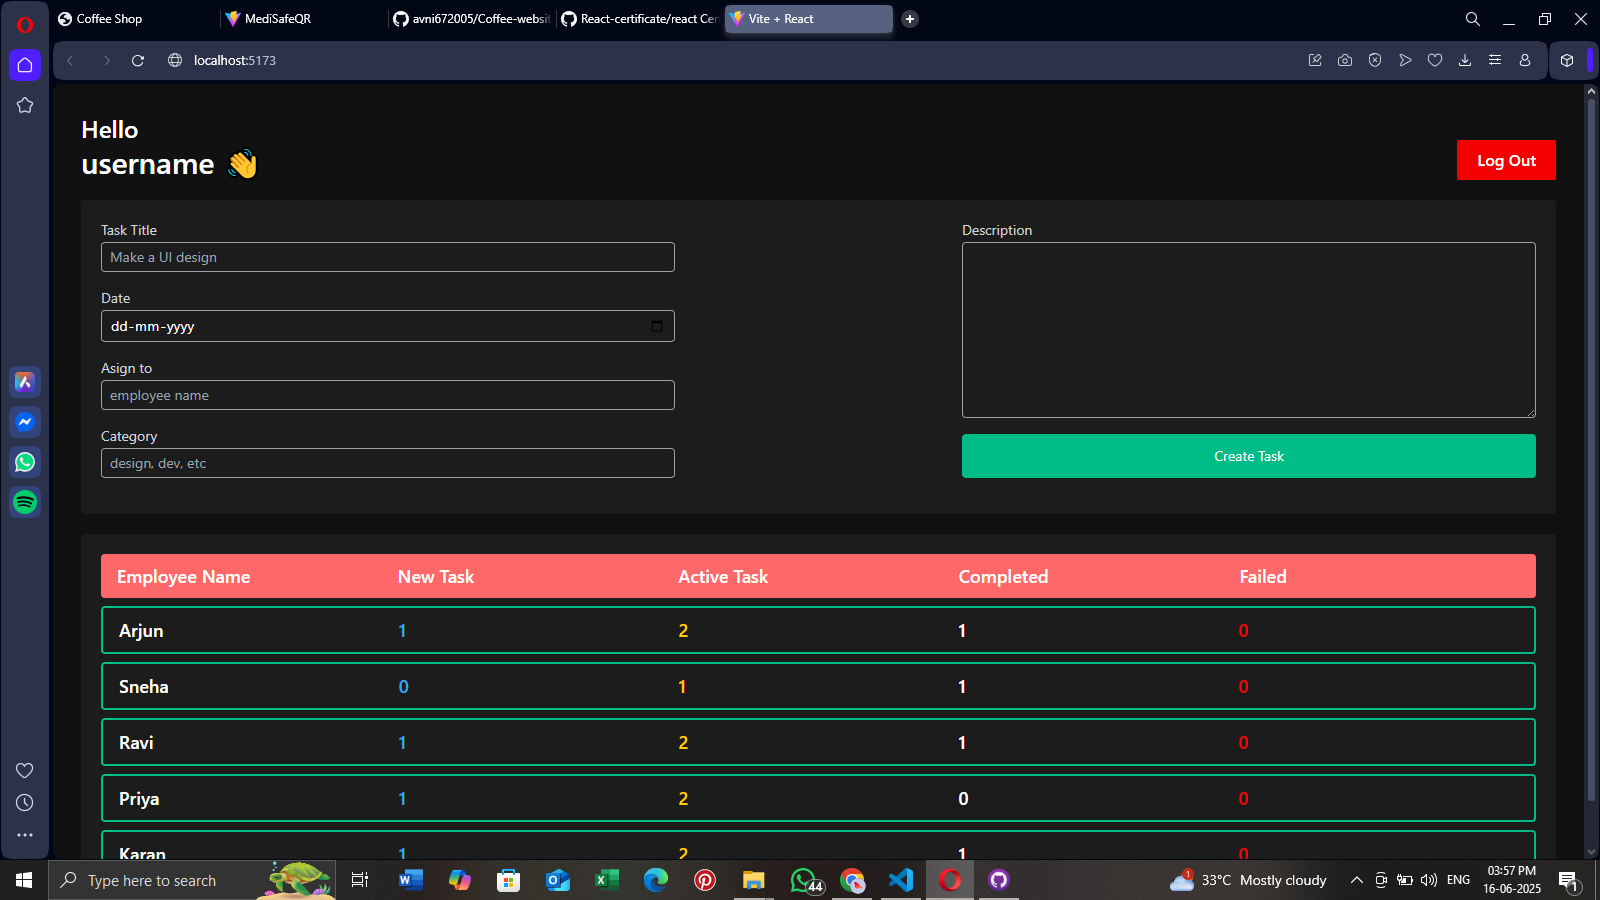 Coffee Shop
MediSafeQR
avni672005/Coffee-websit
React-certificate/react Cer
Vite + React
localhost:5173
Hello
username 👋
Log Out
Task Title
Make a UI design
Date
dd-mm-yyyy
Asign to
employee name
Category
design, dev, etc
Description
Create Task
Employee Name New Task Active Task Completed Failed
Arjun 1 2 1 0
Sneha 0 1 1 0
Ravi 1 2 1 0
Priya 1 2 0 0
Karan 1 2 1 0
Type here to search
44
1
33°C Mostly cloudy
ENG
03:57 PM
16-06-2025
1